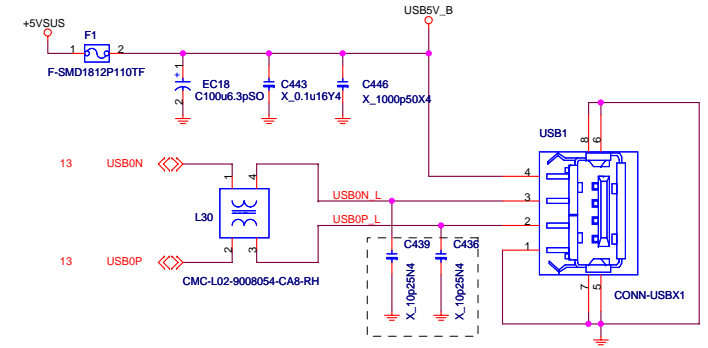 USB5V_B
+5VSUS
F1
1 2
F-SMD1812P110TF
1
+
2
EC18
C100u6.3pSO
C443
X_0.1u16Y4
C446
X_1000p50X4
USB1
8 6
4
3
2
1
7 5
CONN-USBX1
13 USB0N
1 4
L30
2 3
13 USB0P
CMC-L02-9008054-CA8-RH
USB0N_L
USB0P_L
C439
X_10p25N4
C436
X_10p25N4